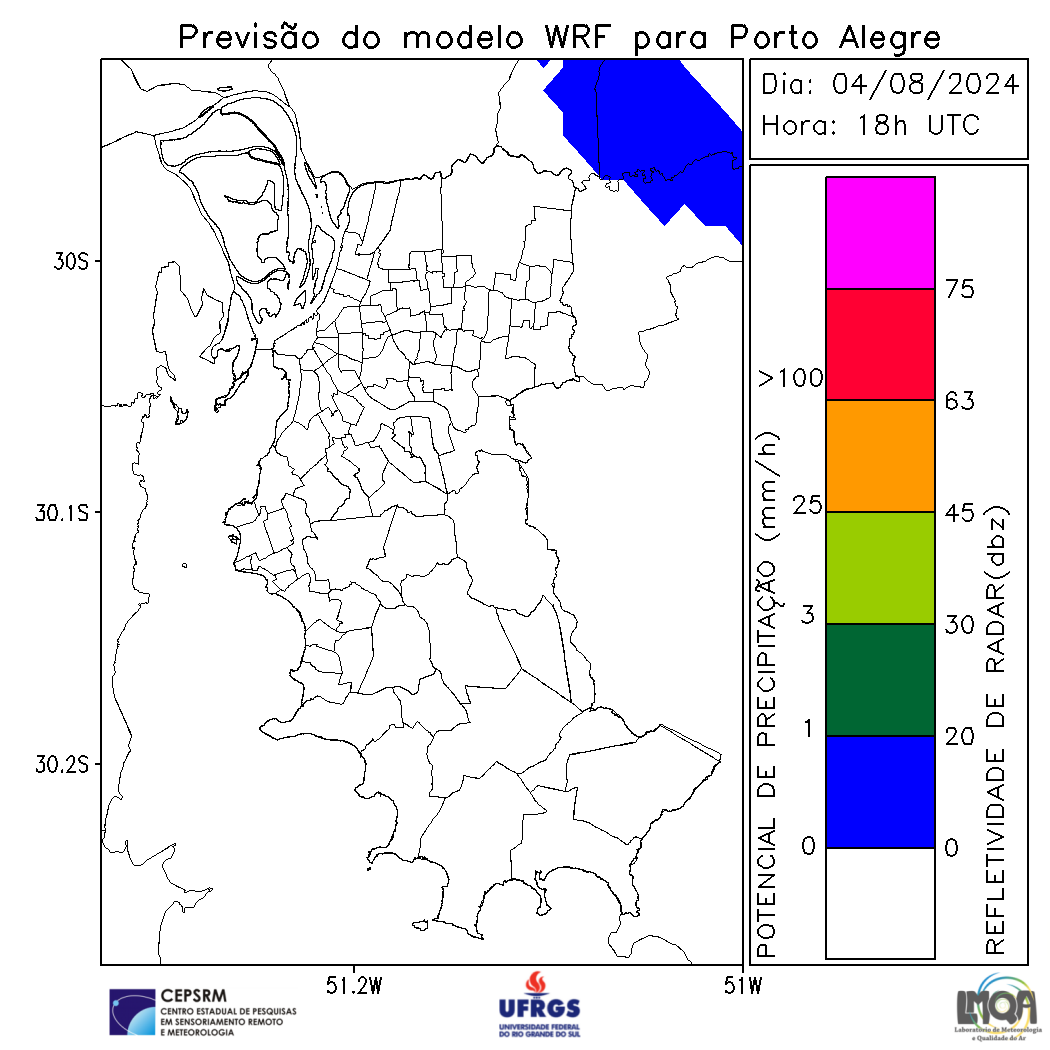 Previsão do modelo WRF para Porto Alegre
Dia: 04/08/2024
Hora: 18h UTC
30S
30.1S
30.2S
51.2W
51W
POTENCIAL DE PRECIPITAÇÃO (mm/h)
>100
25
3
1
0
75
63
45
30
20
0
REFLETIVIDADE DE RADAR(dbz)
CEPSRM
CENTRO ESTADUAL DE PESQUISAS
EM SENSORIAMENTO REMOTO
E METEOROLOGIA
UFRGS
UNIVERSIDADE FEDERAL
DO RIO GRANDE DO SUL
LMQA
Laboratório de Meteorologia
e Qualidade do Ar